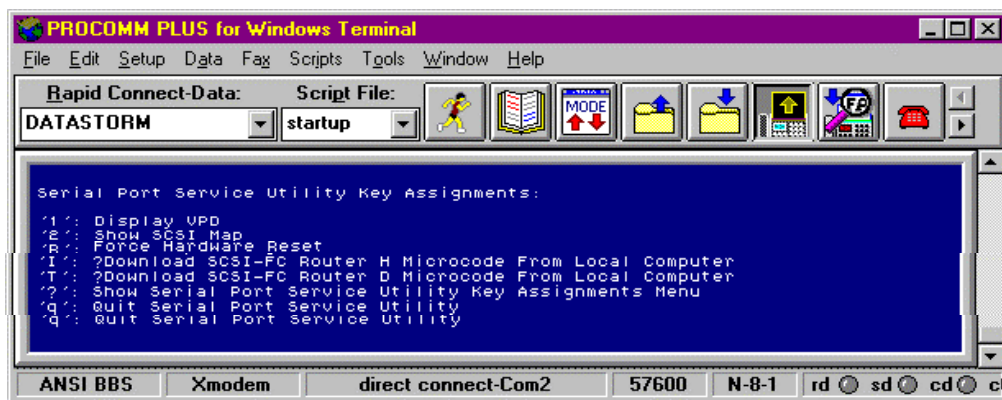 PROCOMM PLUS for Windows Terminal
File Edit Setup Data Fax Scripts Tools Window Help
Rapid Connect-Data: Script File:
DATASTORM startup MODE
Serial Port Service Utility Key Assignments:
'1': Display VPD
'2': Show SCSI Map
'R': Force Hardware Reset
'I': ?Download SCSI-FC Router H Microcode From Local Computer
'T': ?Download SCSI-FC Router D Microcode From Local Computer
'?': Show Serial Port Service Utility Key Assignments Menu
'q': Quit Serial Port Service Utility
'q': Quit Serial Port Service Utility
ANSI BBS Xmodem direct connect-Com2 57600 N-8-1 rd sd cd